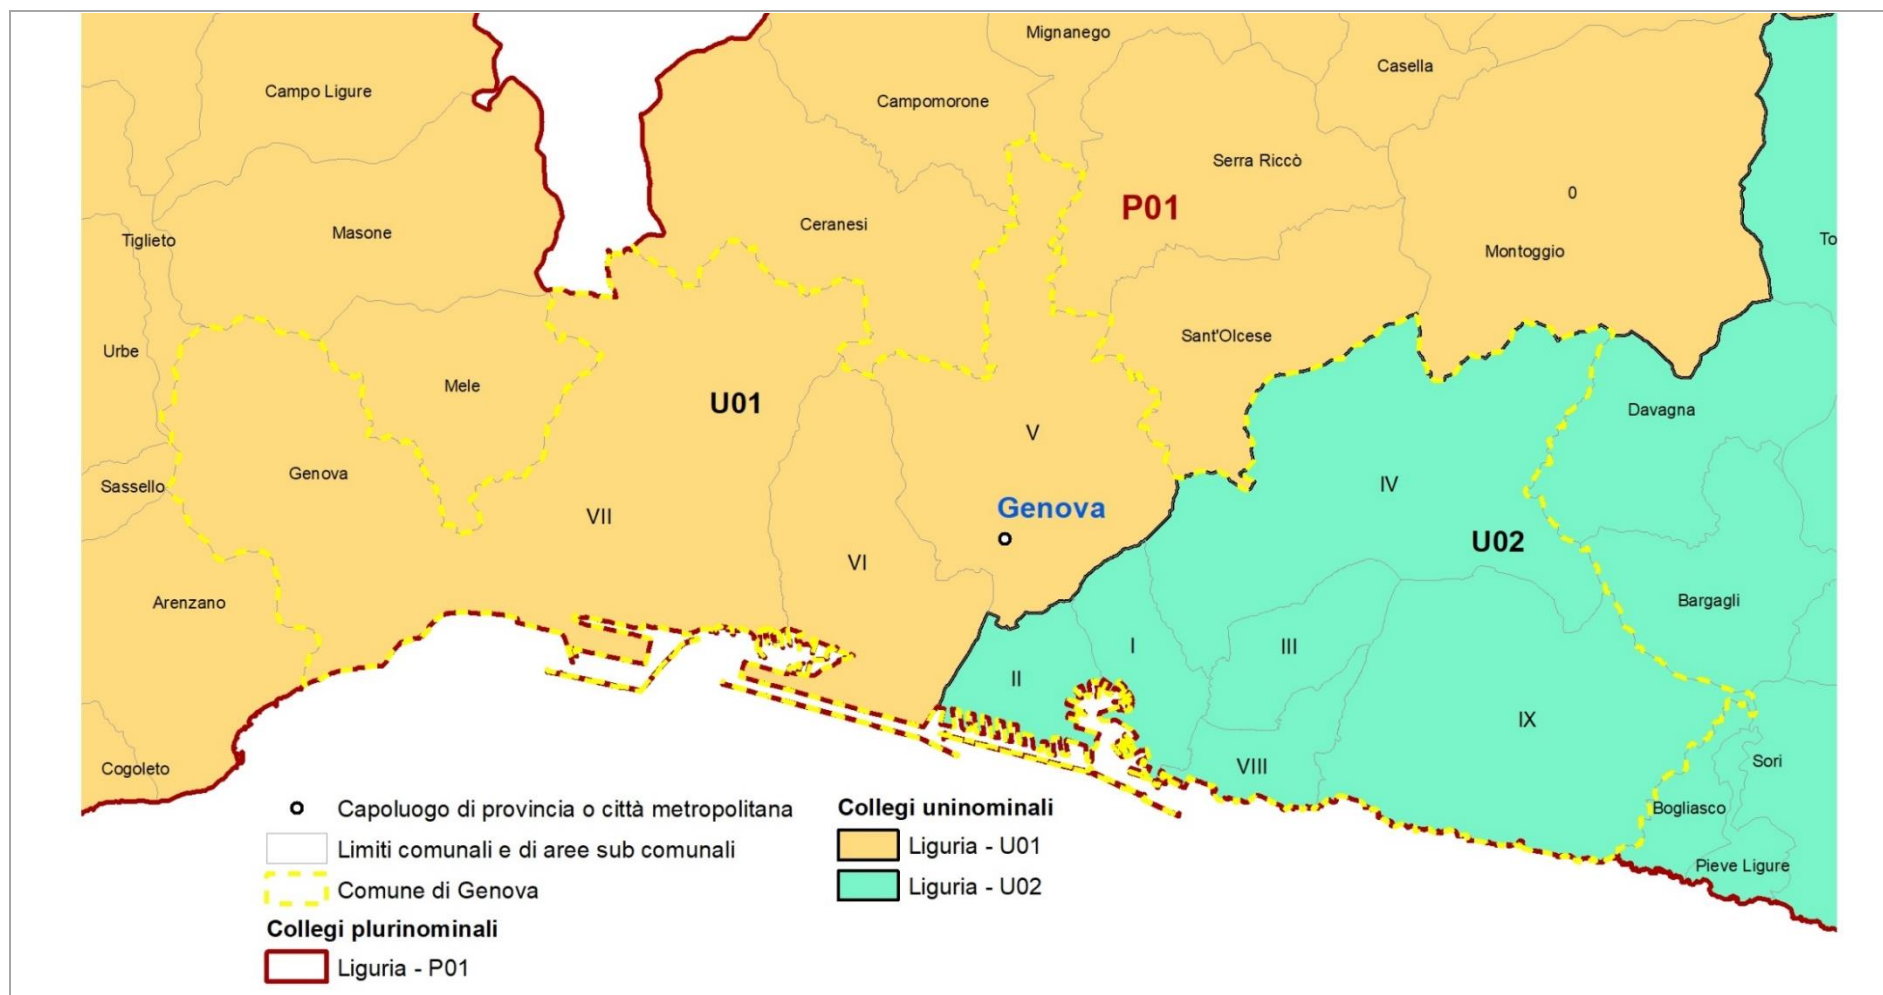 Mignanego
Casella
Campo Ligure
Campomorone
Serra Riccò
0
P01
Ceranesi
Masone
Tiglieto
To
Montoggio
Sant'Olcese
Urbe
Mele
U01
Davagna
V
Genova
Sassello
IV
Genova
VII
U02
VI
Arenzano
Bargagli
I
III
II
IX
Sori
VIII
Cogoleto
Bogliasco
Pieve Ligure
Capoluogo di provincia o città metropolitana
Limiti comunali e di aree sub comunali
Comune di Genova
Collegi plurinominali
Liguria - P01
Collegi uninominali
Liguria - U01
Liguria - U02